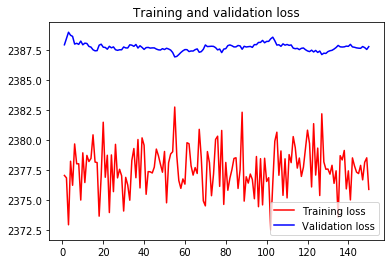 Training and validation loss
2387.5
2385.0
2382.5
2380.0
2377.5
2375.0
2372.5
0 20 40 60 80 100 120 140
Training loss
Validation loss